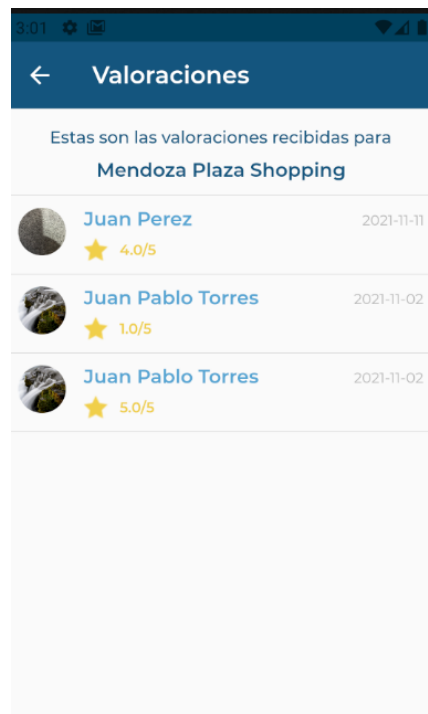 3:01
Valoraciones
Estas son las valoraciones recibidas para
Mendoza Plaza Shopping
Juan Perez 2021-11-11
4.0/5
Juan Pablo Torres 2021-11-02
1.0/5
Juan Pablo Torres 2021-11-02
5.0/5